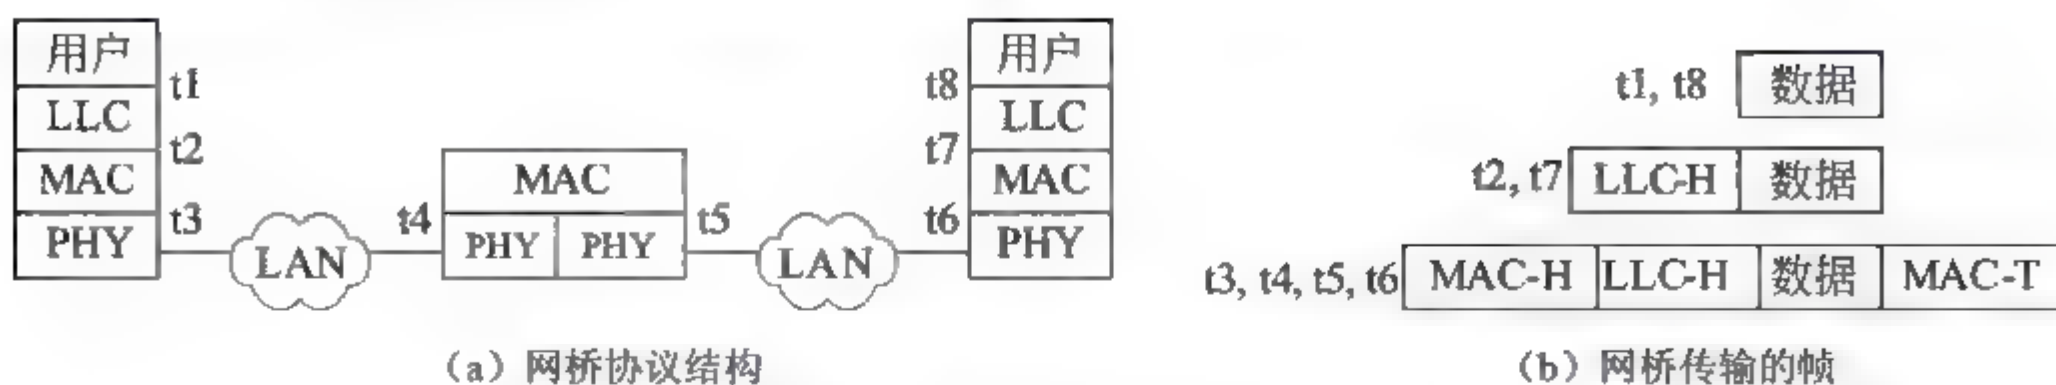 用户
LLC
MAC
PHY
t1
t2
t3
LAN
t4
MAC
PHY PHY
t5
LAN
t8
t7
t6
用户
LLC
MAC
PHY
(a) 网桥协议结构
t1, t8 数据
t2, t7 LLC-H 数据
t3, t4, t5, t6 MAC-H LLC-H 数据 MAC-T
(b) 网桥传输的帧